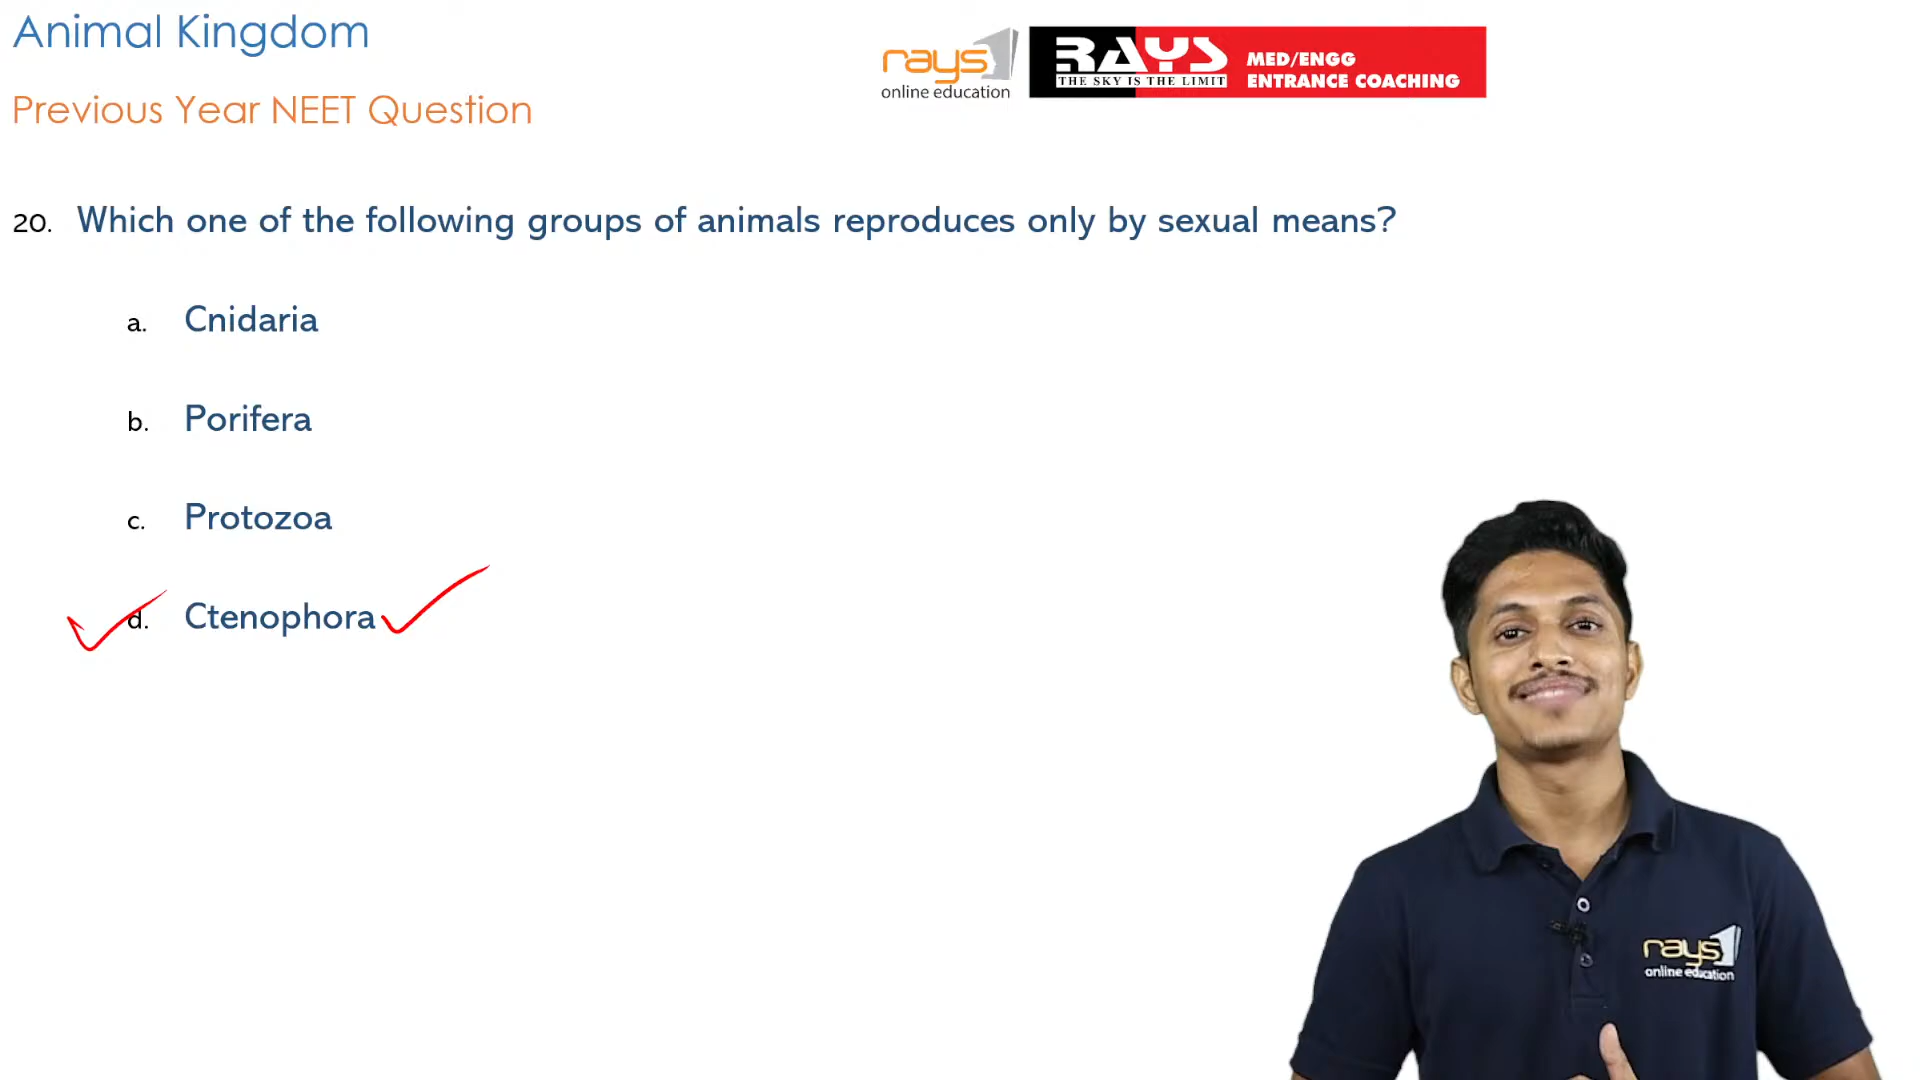 Animal Kingdom
rays
online education
RAYS
THE SKY IS THE LIMIT
MED/ENGG
ENTRANCE COACHING
Previous Year NEET Question
20. Which one of the following groups of animals reproduces only by sexual means?
a. Cnidaria
b. Porifera
c. Protozoa
d. Ctenophora
rays
online education